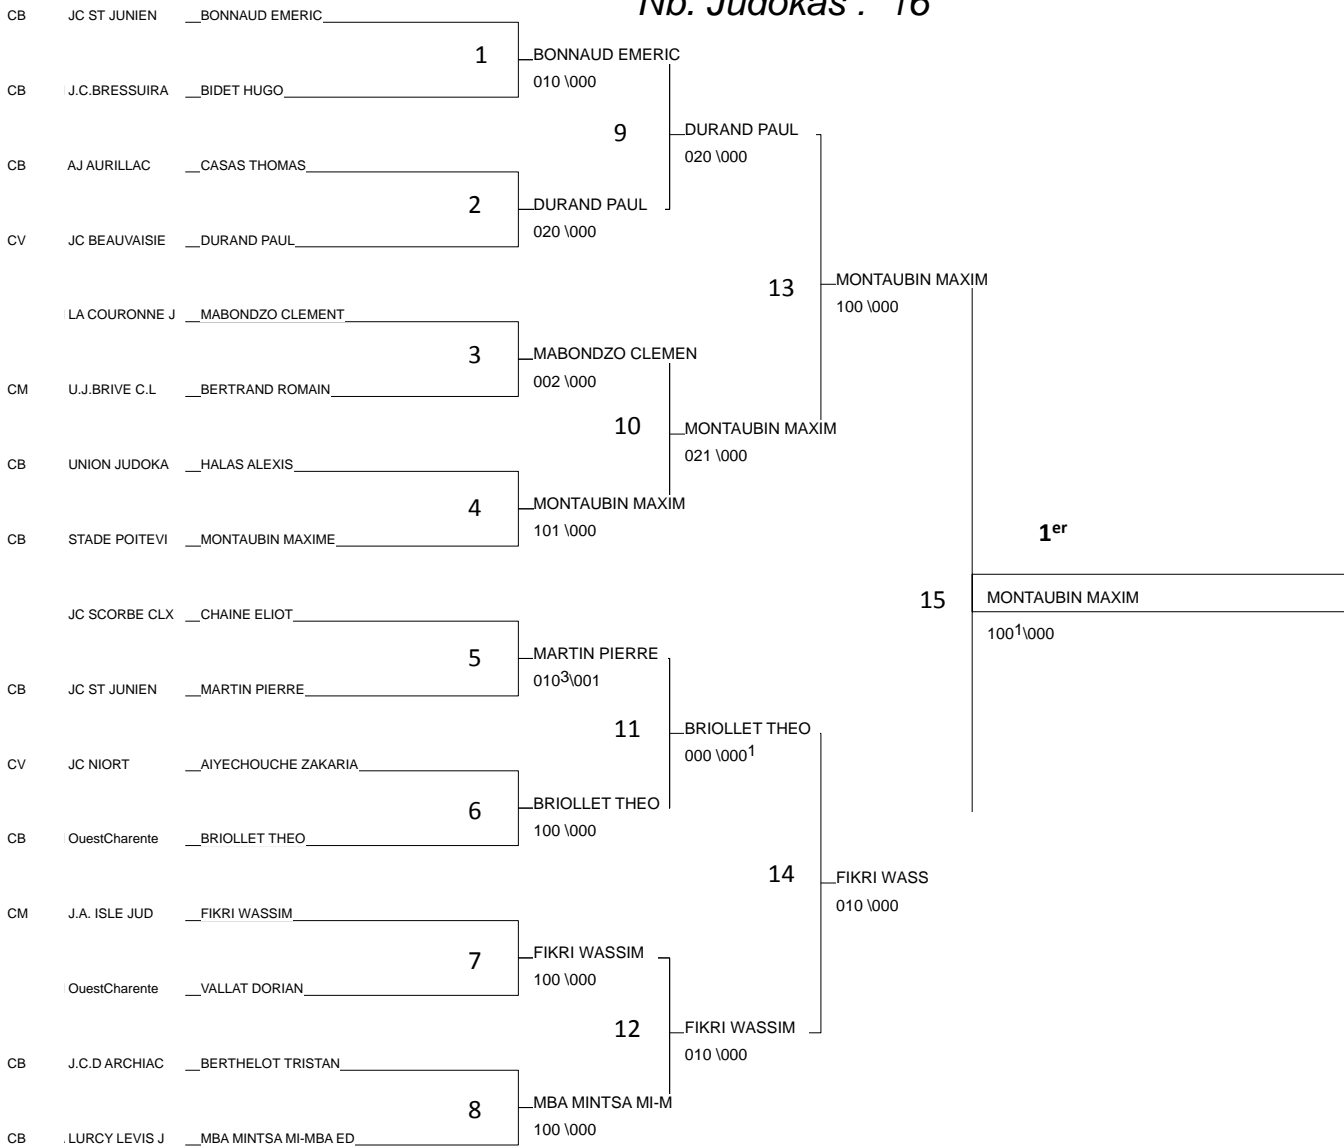 Nb. Judokas : 16
CB JC ST JUNIEN BONNAUD EMERIC
1 BONNAUD EMERIC
010 \000
CB J.C.BRESSUIRA BIDET HUGO
9 DURAND PAUL
020 \000
CB AJ AURILLAC CASAS THOMAS
2 DURAND PAUL
020 \000
CV JC BEAUVAISIE DURAND PAUL
13 MONTAUBIN MAXIM
100 \000
LA COURONNE J MABONDZO CLEMENT
3 MABONDZO CLEMEN
002 \000
CM U.J.BRIVE C.L BERTRAND ROMAIN
10 MONTAUBIN MAXIM
021 \000
CB UNION JUDOKA HALAS ALEXIS
4 MONTAUBIN MAXIM
101 \000
CB STADE POITEVI MONTAUBIN MAXIME
1er
15 MONTAUBIN MAXIM
1001\000
JC SCORBE CLX CHAINE ELIOT
5 MARTIN PIERRE
0103\001
CB JC ST JUNIEN MARTIN PIERRE
11 BRIOLLET THEO
000 \0001
CV JC NIORT AIYECHOUCHE ZAKARIA
6 BRIOLLET THEO
100 \000
CB OuestCharente BRIOLLET THEO
14 FIKRI WASS
010 \000
CM J.A. ISLE JUD FIKRI WASSIM
7 FIKRI WASSIM
100 \000
OuestCharente VALLAT DORIAN
12 FIKRI WASSIM
010 \000
CB J.C.D ARCHIAC BERTHELOT TRISTAN
8 MBA MINTSA MI-M
100 \000
CB LURCY LEVIS J MBA MINTSA MI-MBA ED